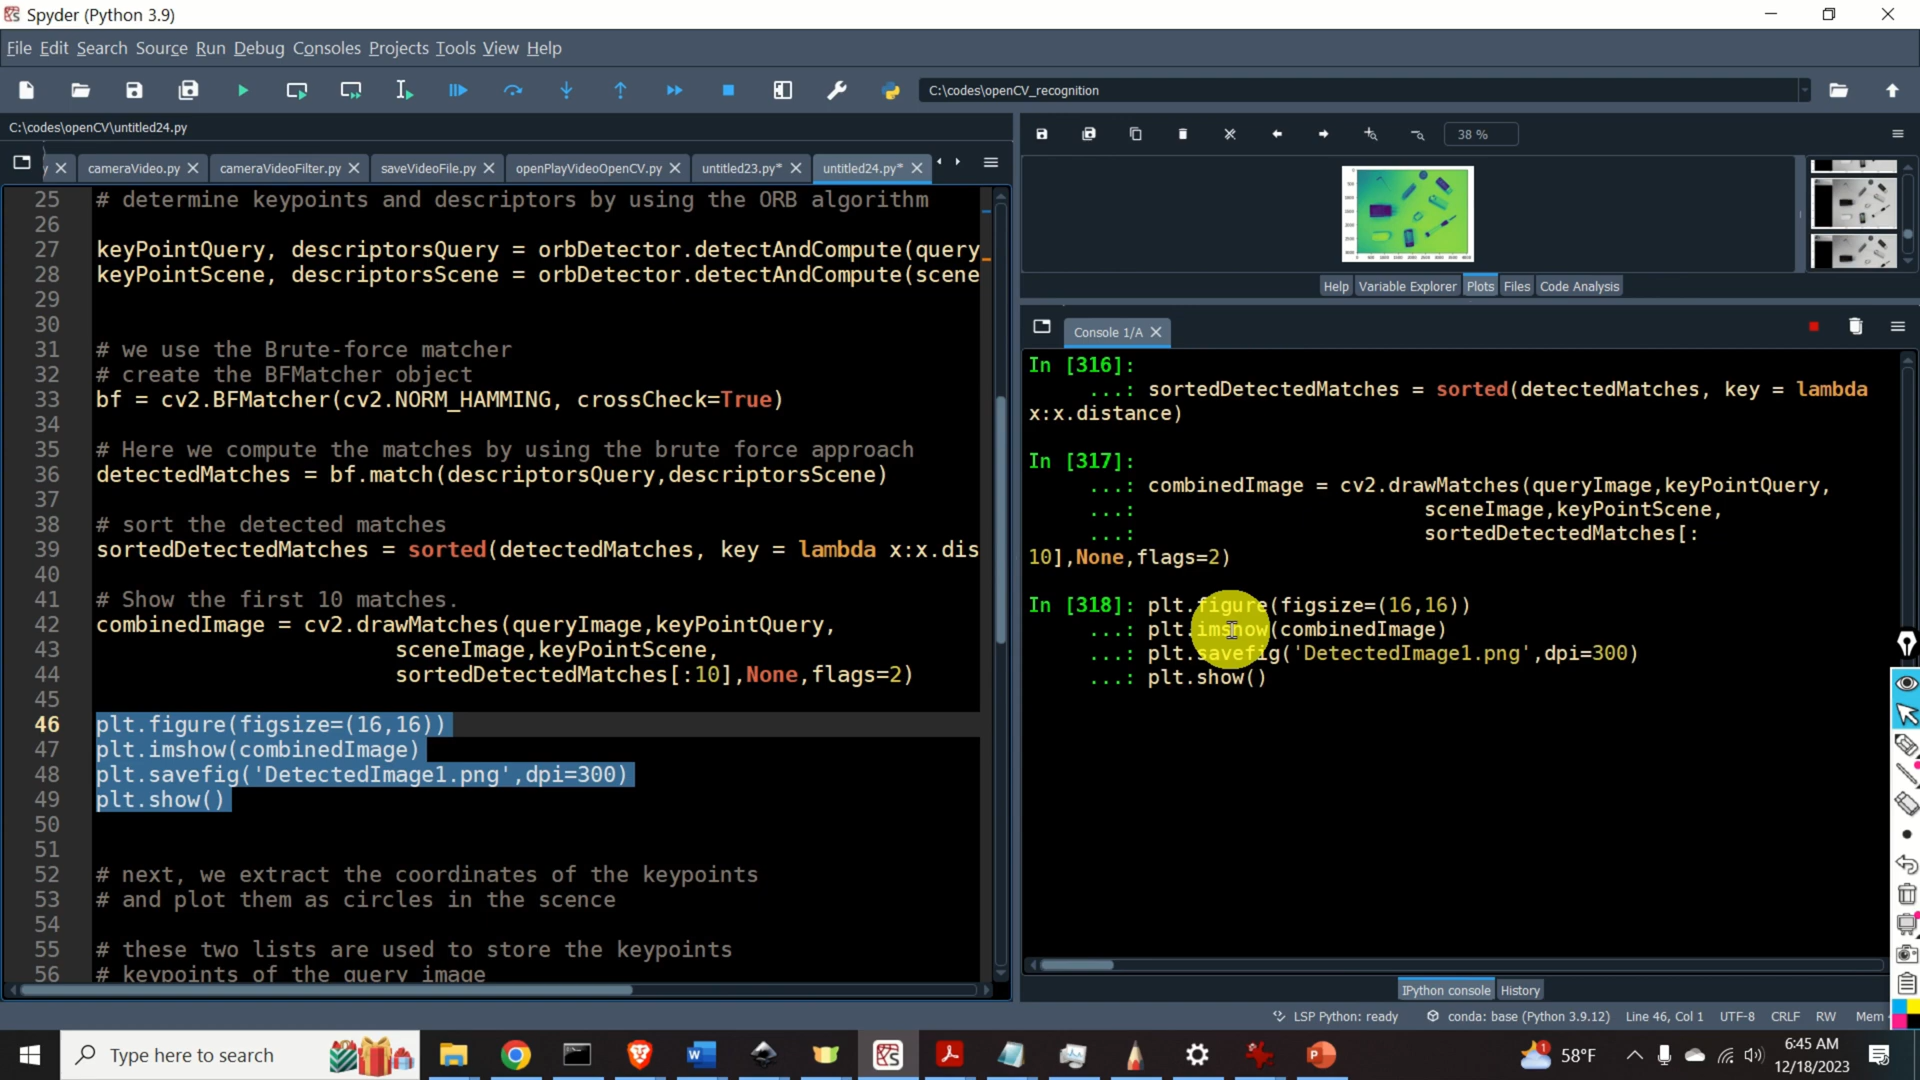 Spyder (Python 3.9)
File Edit Search Source Run Debug Consoles Projects Tools View Help
C:\codes\openCV_recognition
C:\codes\openCV\untitled24.py
38 %
y cameraVideo.py cameraVideoFilter.py saveVideoFile.py openPlayVideoOpenCV.py untitled23.py* untitled24.py*
25 # determine keypoints and descriptors by using the ORB algorithm
26
27 keyPointQuery, descriptorsQuery = orbDetector.detectAndCompute(query
28 keyPointScene, descriptorsScene = orbDetector.detectAndCompute(scene
29
30
31 # we use the Brute-force matcher
32 # create the BFMatcher object
33 bf = cv2.BFMatcher(cv2.NORM_HAMMING, crossCheck=True)
34
35 # Here we compute the matches by using the brute force approach
36 detectedMatches = bf.match(descriptorsQuery,descriptorsScene)
37
38 # sort the detected matches
39 sortedDetectedMatches = sorted(detectedMatches, key = lambda x:x.dis
40
41 # Show the first 10 matches.
42 combinedImage = cv2.drawMatches(queryImage,keyPointQuery,
43 sceneImage,keyPointScene,
44 sortedDetectedMatches[:10],None,flags=2)
45
46 plt.figure(figsize=(16,16))
47 plt.imshow(combinedImage)
48 plt.savefig('DetectedImage1.png',dpi=300)
49 plt.show()
50
51
52 # next, we extract the coordinates of the keypoints
53 # and plot them as circles in the scence
54
55 # these two lists are used to store the keypoints
56 # keypoints of the query image
Help Variable Explorer Plots Files Code Analysis
Console 1/A
In [316]:
...: sortedDetectedMatches = sorted(detectedMatches, key = lambda
x:x.distance)
In [317]:
...: combinedImage = cv2.drawMatches(queryImage,keyPointQuery,
...: sceneImage,keyPointScene,
...: sortedDetectedMatches[:
10],None,flags=2)
In [318]: plt.figure(figsize=(16,16))
...: plt.imshow(combinedImage)
...: plt.savefig('DetectedImage1.png',dpi=300)
...: plt.show()
IPython console History
LSP Python: ready conda: base (Python 3.9.12) Line 46, Col 1 UTF-8 CRLF RW Mem
Type here to search
58°F
6:45 AM
12/18/2023